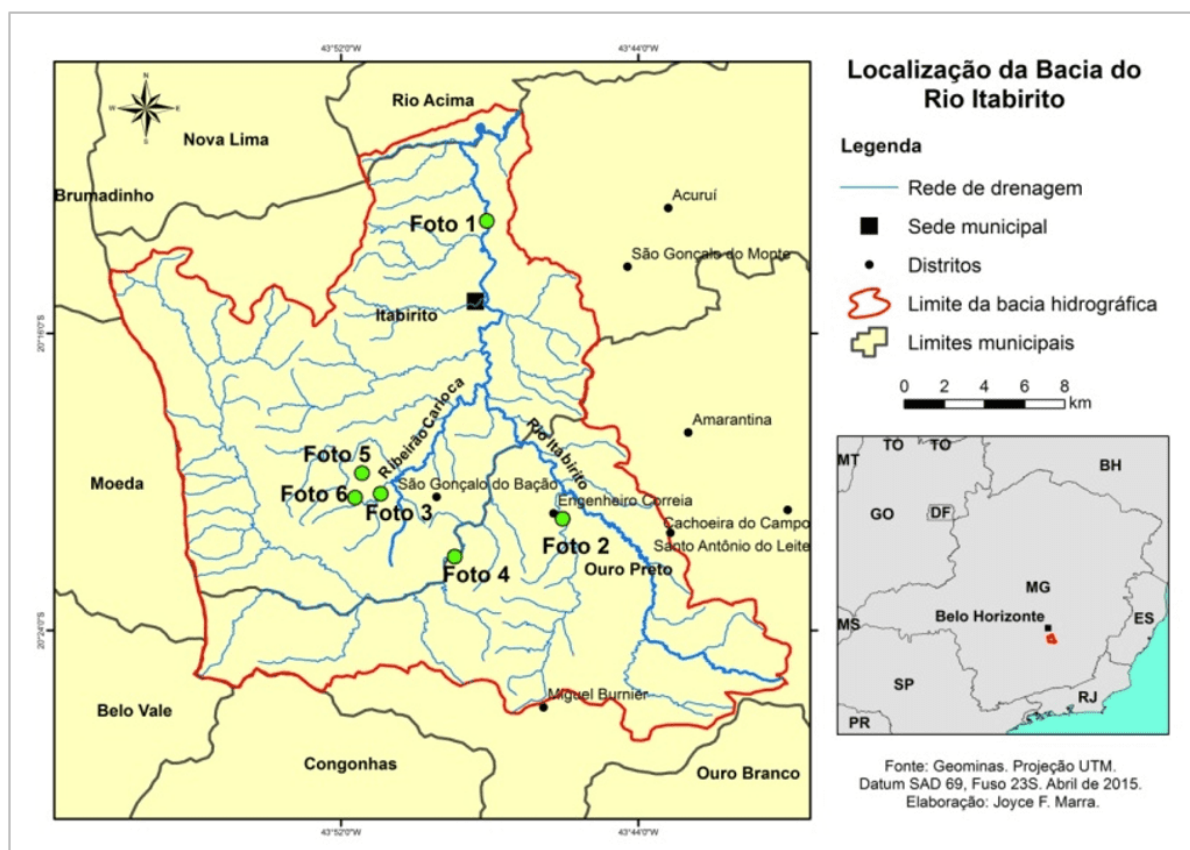 43°52'0"W
43°44'0"W
N
W
E
S
Rio Acima
Nova Lima
Brumadinho
Acuruí
Foto 1
São Gonçalo do Monte
Itabirito
20°16'0"S
Ribeirão Carioca
Rio Itabirito
Amarantina
Foto 5
Moeda
Foto 6
São Gonçalo do Bação
Foto 3
Engenheiro Correia
Cachoeira do Campo
Foto 2
Santo Antônio do Leite
Foto 4
Ouro Preto
20°24'0"S
Belo Vale
Miguel Burnier
Congonhas
Ouro Branco
43°52'0"W
43°44'0"W
Localização da Bacia do
Rio Itabirito
Legenda
Rede de drenagem
Sede municipal
Distritos
Limite da bacia hidrográfica
Limites municipais
0 2 4 6 8
km
TO
TO
MT
BH
GO
DF
MG
Belo Horizonte
ES
MS
SP
RJ
PR
Fonte: Geominas. Projeção UTM.
Datum SAD 69, Fuso 23S. Abril de 2015.
Elaboração: Joyce F. Marra.